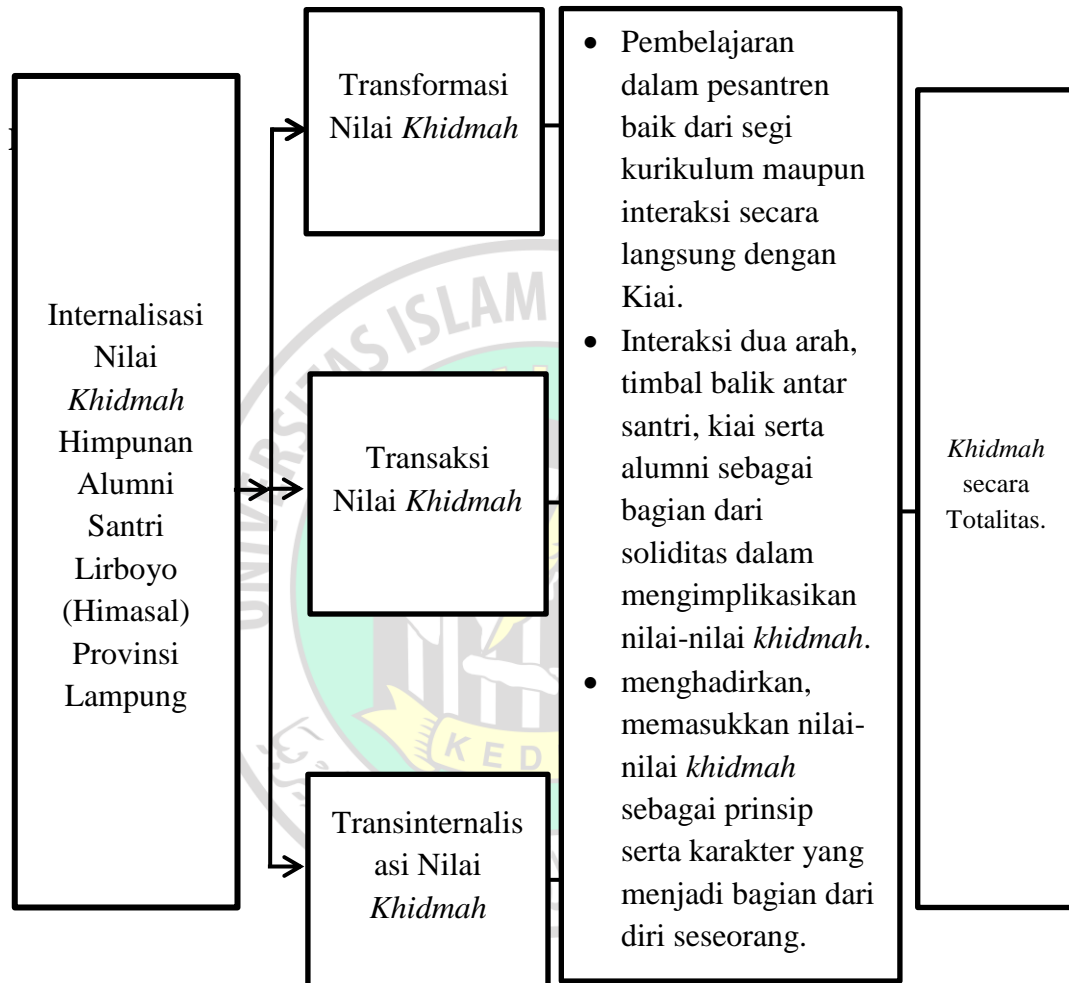 Internalisasi
Nilai
Khidmah
Himpunan
Alumni
Santri
Lirboyo
(Himasal)
Provinsi
Lampung
Transformasi
Nilai Khidmah
Transaksi
Nilai Khidmah
Transinternalis
asi Nilai
Khidmah
• Pembelajaran
dalam pesantren
baik dari segi
kurikulum maupun
interaksi secara
langsung dengan
Kiai.
• Interaksi dua arah,
timbal balik antar
santri, kiai serta
alumni sebagai
bagian dari
soliditas dalam
mengimplikasikan
nilai-nilai khidmah.
• menghadirkan,
memasukkan nilai-
nilai khidmah
sebagai prinsip
serta karakter yang
menjadi bagian dari
diri seseorang.
Khidmah
secara
Totalitas.
UNIVERSITAS ISLAM
KED